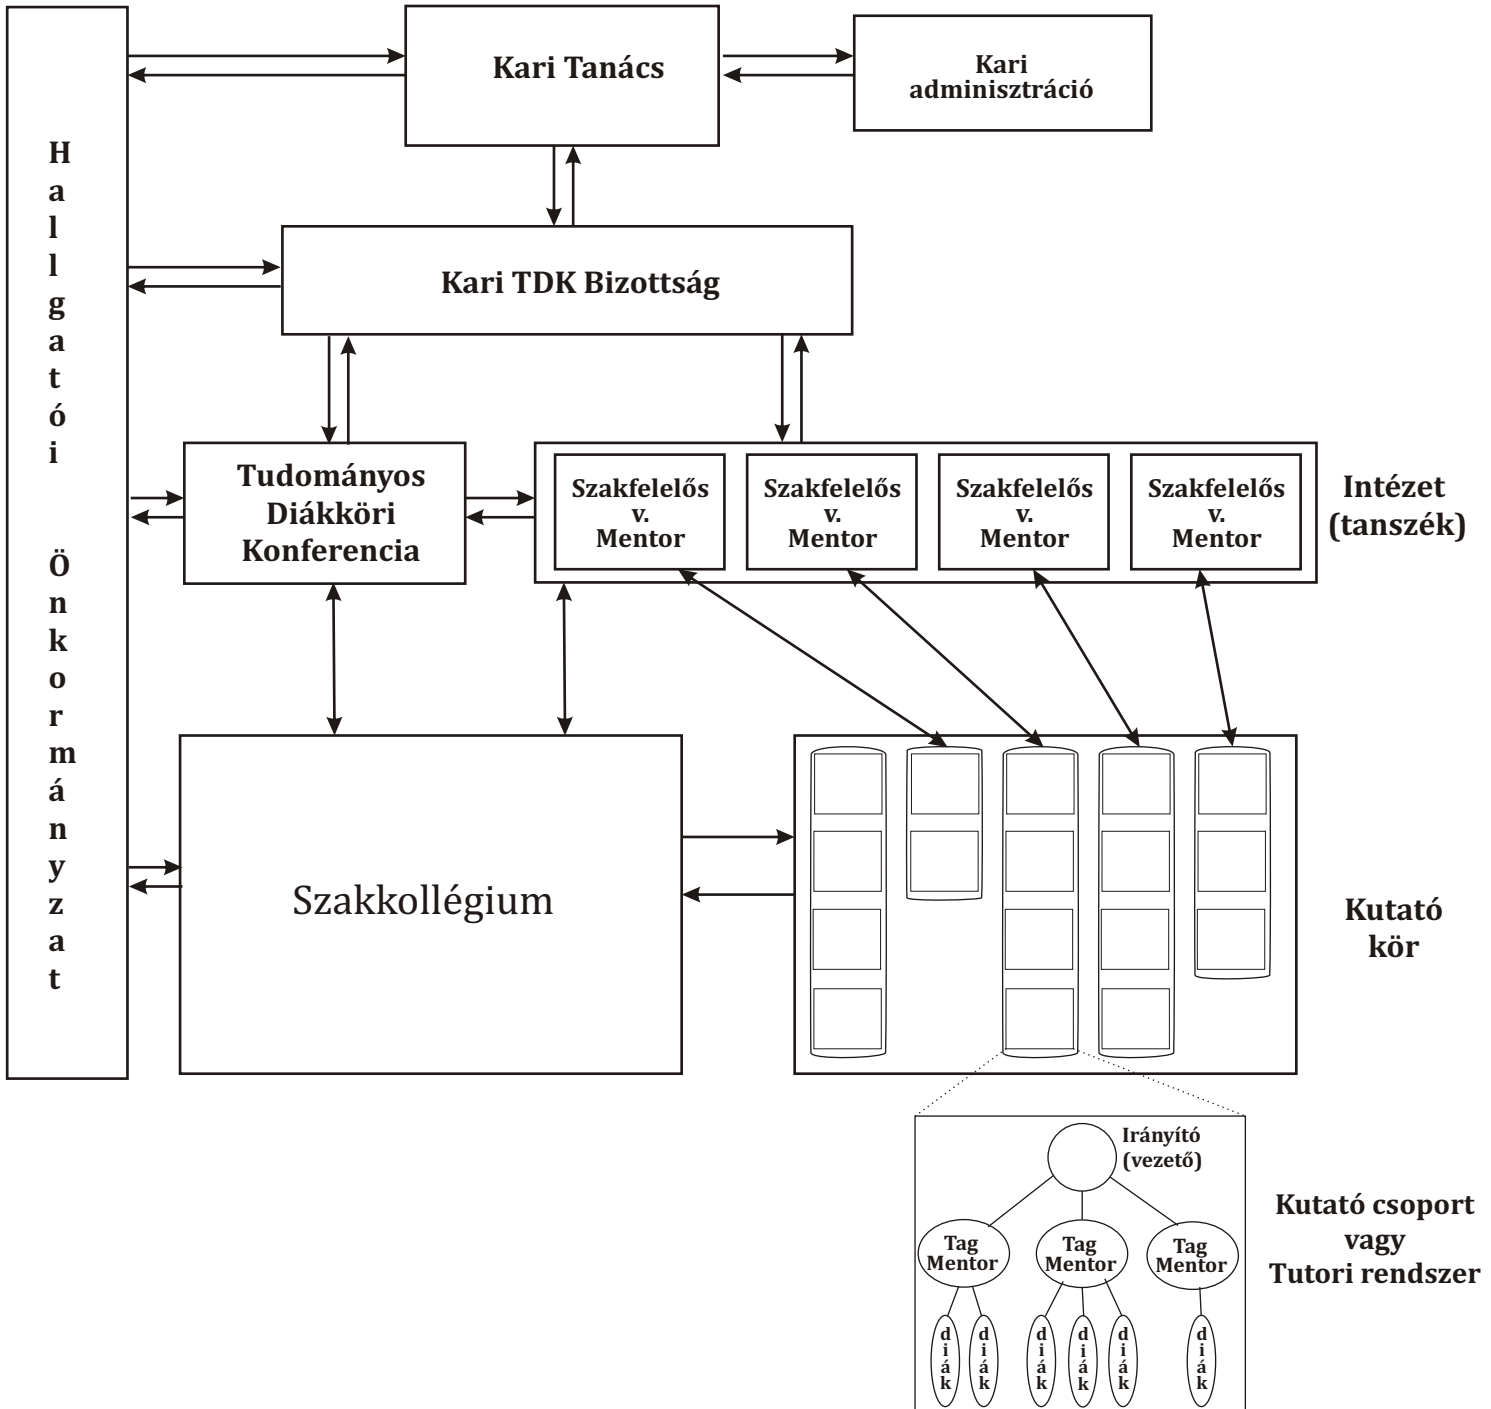 Hallgatói
Önkormányzat
Kari Tanács
Kari
adminisztráció
Kari TDK Bizottság
Tudományos
Diákköri
Konferencia
Szakfelelős
v.
Mentor
Szakfelelős
v.
Mentor
Szakfelelős
v.
Mentor
Szakfelelős
v.
Mentor
Intézet
(tanszék)
Szakkollégium
Kutató
kör
Irányító
(vezető)
Tag
Mentor
Tag
Mentor
Tag
Mentor
diák
diák
diák
diák
diák
diák
Kutató csoport
vagy
Tutori rendszer